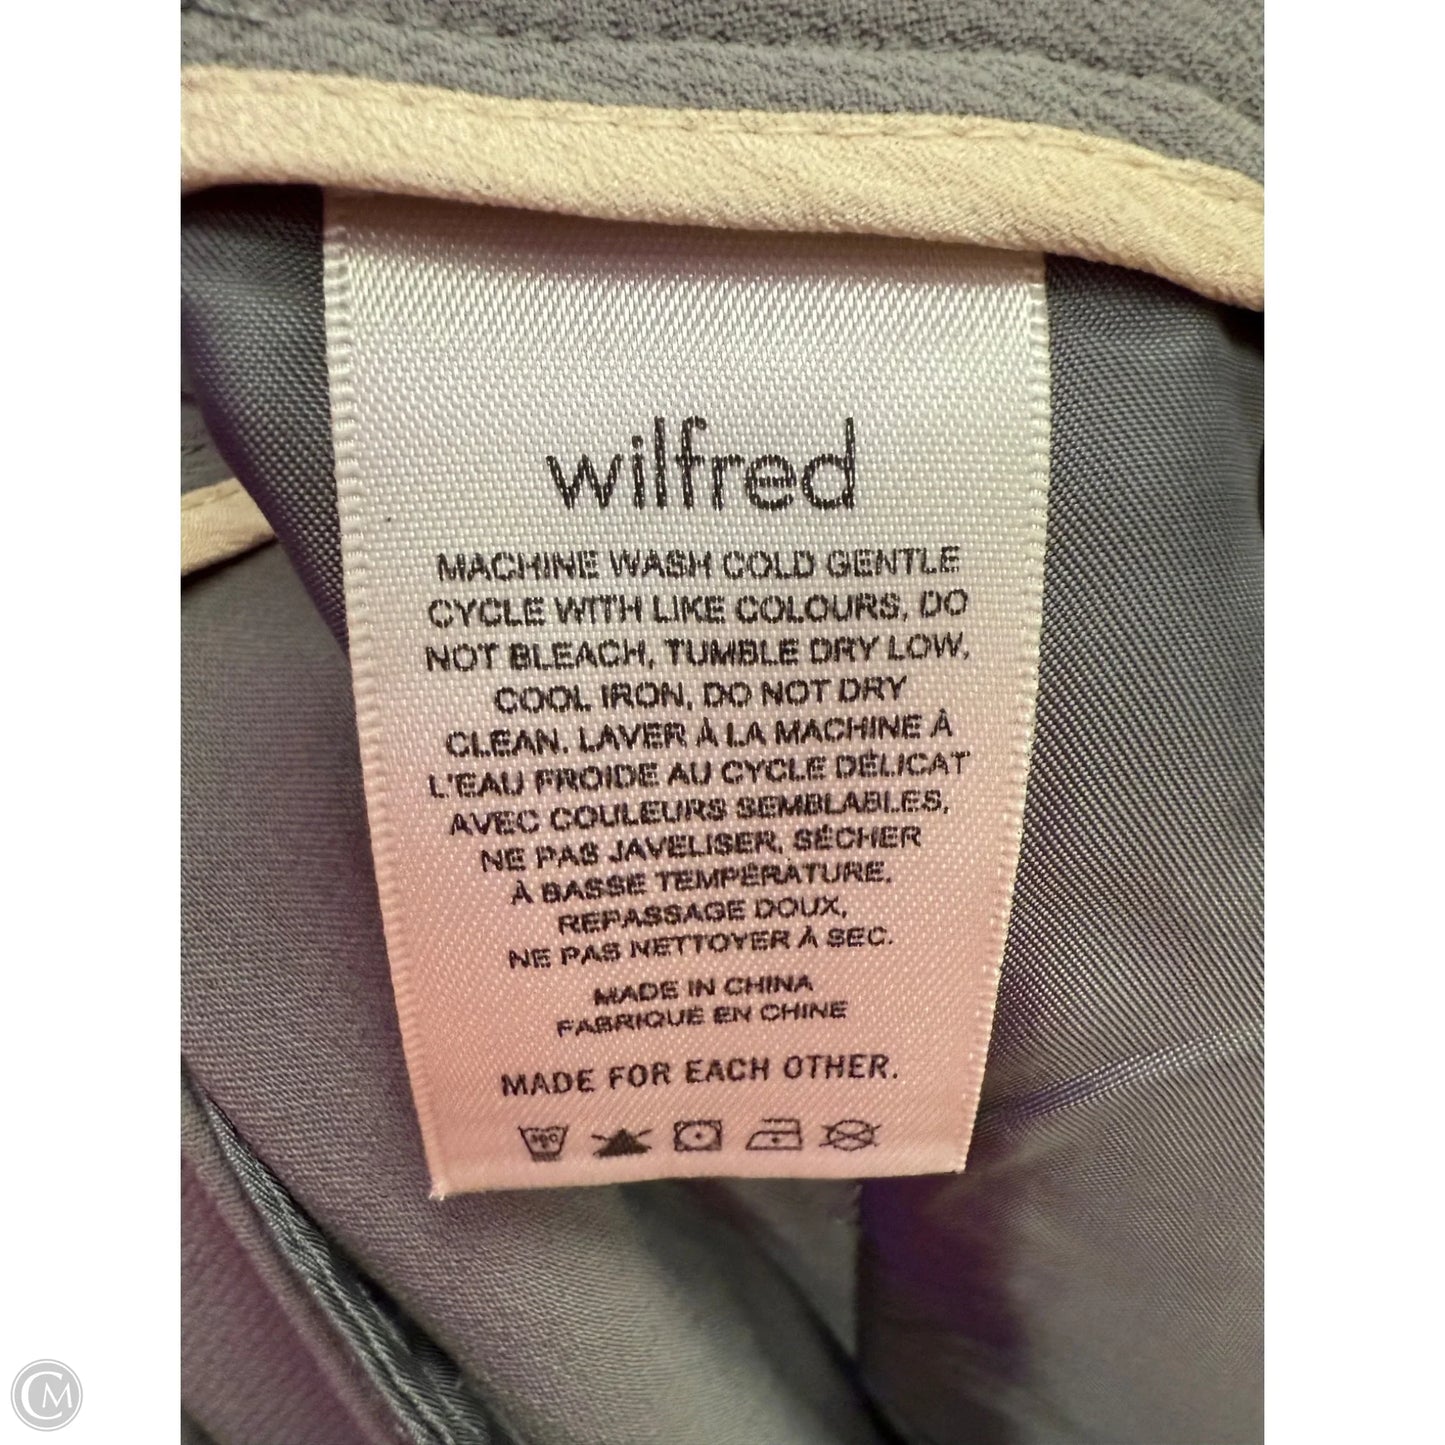 wilfred
MACHINE WASH COLD GENTLE
CYCLE WITH LIKE COLOURS, DO
NOT BLEACH, TUMBLE DRY LOW,
COOL IRON, DO NOT DRY
CLEAN. LAVER À LA MACHINE À
L'EAU FROIDE AU CYCLE DÉLICAT
AVEC COULEURS SEMBLABLES,
NE PAS JAVELISER, SÉCHER
À BASSE TEMPÉRATURE,
REPASSAGE DOUX,
NE PAS NETTOYER À SEC.
MADE IN CHINA
FABRIQUÉ EN CHINE
MADE FOR EACH OTHER.
30C
CM